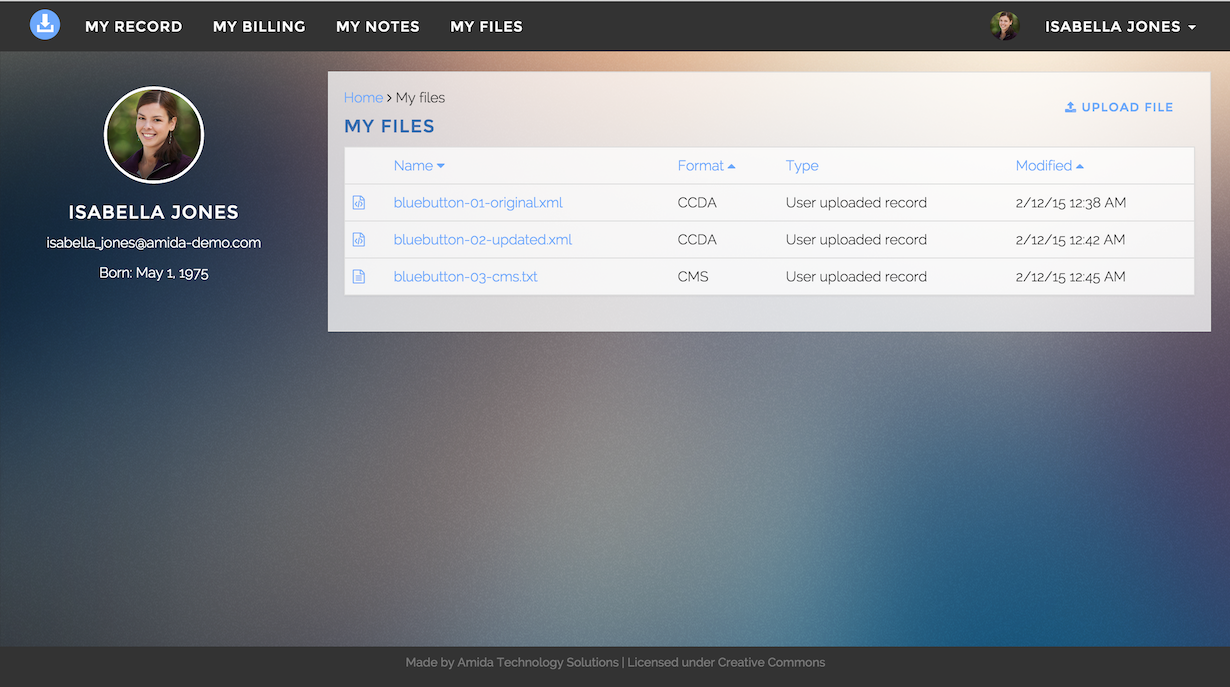 MY RECORD MY BILLING MY NOTES MY FILES ISABELLA JONES
ISABELLA JONES
isabella_jones@amida-demo.com
Born: May 1, 1975
Home › My files
UPLOAD FILE
MY FILES
Name Format Type Modified
bluebutton-01-original.xml CCDA User uploaded record 2/12/15 12:38 AM
bluebutton-02-updated.xml CCDA User uploaded record 2/12/15 12:42 AM
bluebutton-03-cms.txt CMS User uploaded record 2/12/15 12:45 AM
Made by Amida Technology Solutions | Licensed under Creative Commons